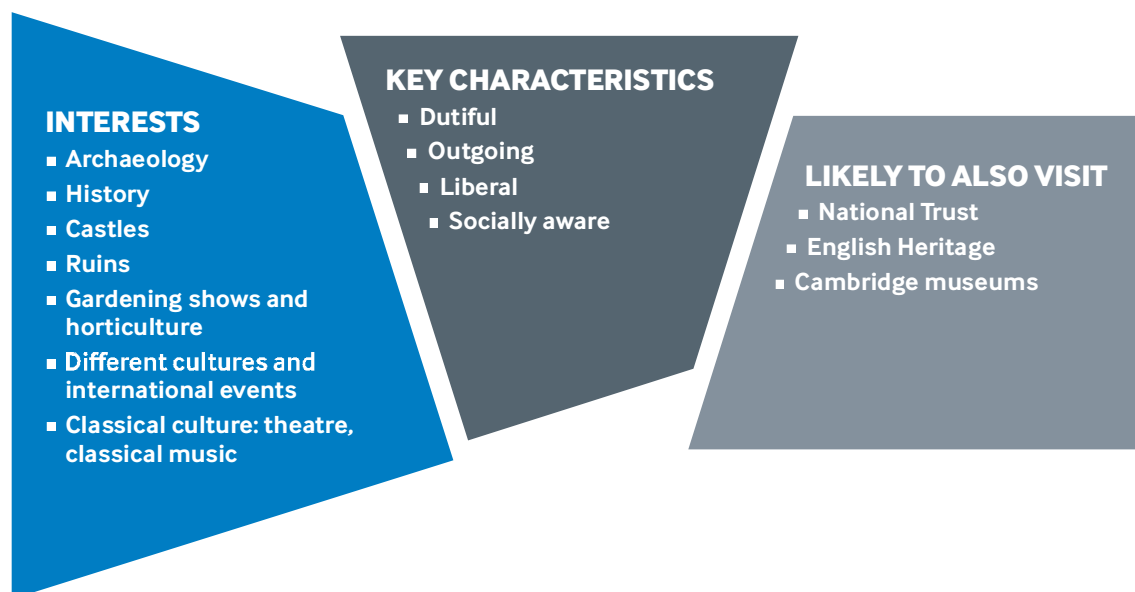 INTERESTS
▪ Archaeology
▪ History
▪ Castles
▪ Ruins
▪ Gardening shows and
horticulture
▪ Different cultures and
international events
▪ Classical culture: theatre,
classical music
KEY CHARACTERISTICS
▪ Dutiful
▪ Outgoing
▪ Liberal
▪ Socially aware
LIKELY TO ALSO VISIT
▪ National Trust
▪ English Heritage
▪ Cambridge museums